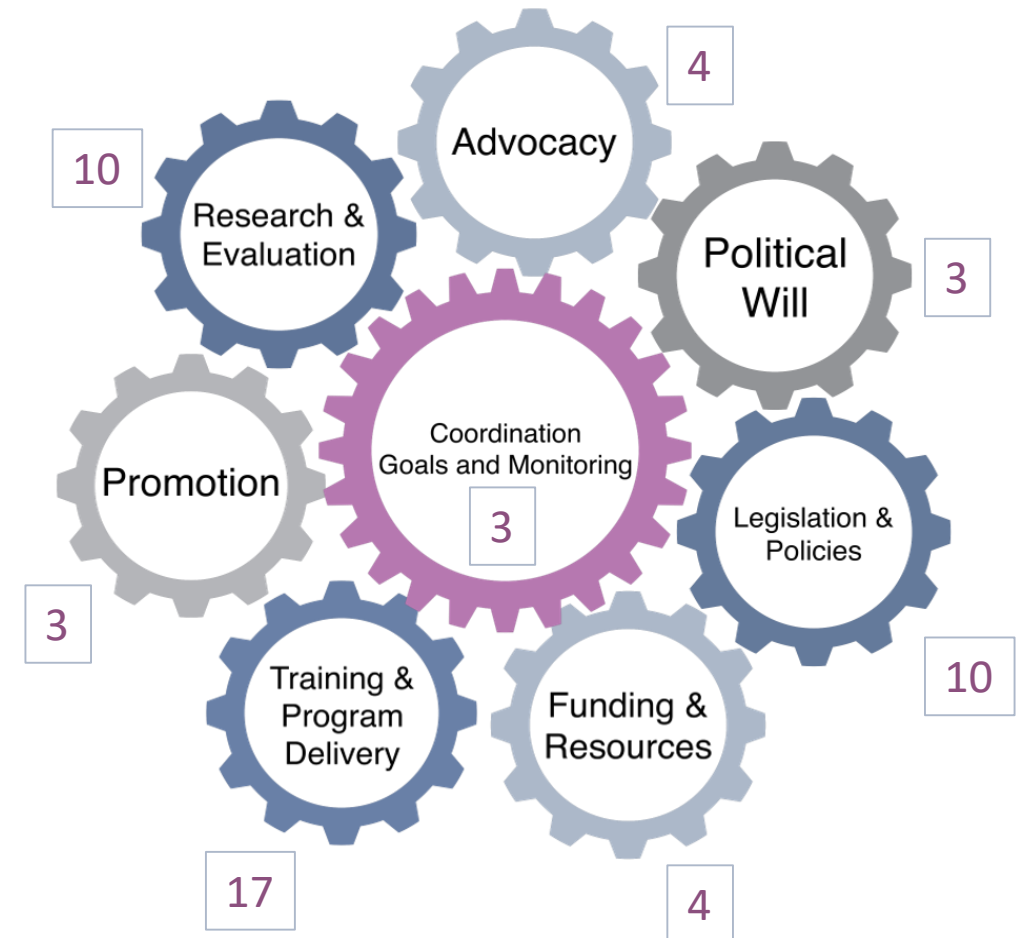 4
Advocacy
10
Research &
Evaluation
Political
Will
3
Coordination
Goals and Monitoring
3
Promotion
3
Legislation &
Policies
10
Training &
Program
Delivery
17
Funding &
Resources
4